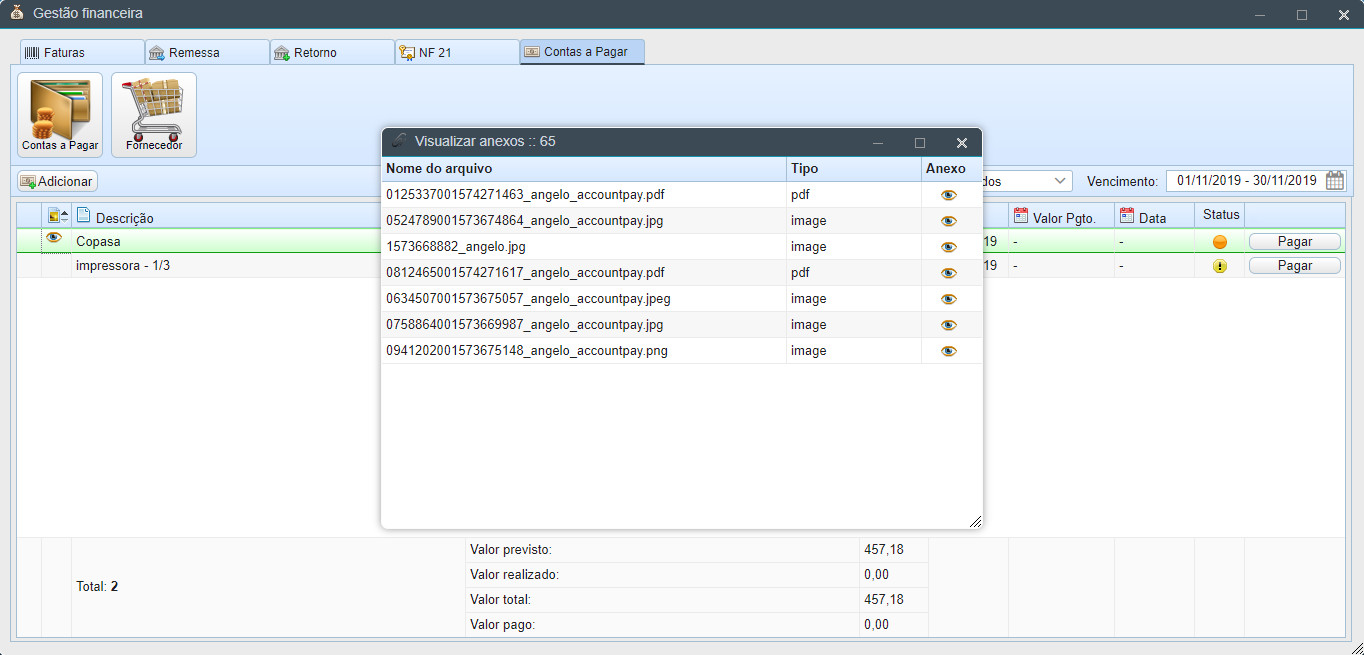 Gestão financeira
Faturas
Remessa
Retorno
NF 21
Contas a Pagar
Contas a Pagar
Fornecedor
Adicionar
dos
Vencimento:
01/11/2019 - 30/11/2019
Descrição
Valor Pgto.
Data
Status
Copasa
19
-
-
Pagar
impressora - 1/3
19
-
-
Pagar
Visualizar anexos :: 65
Nome do arquivo
Tipo
Anexo
0125337001574271463_angelo_accountpay.pdf
pdf
0524789001573674864_angelo_accountpay.jpg
image
1573668882_angelo.jpg
image
0812465001574271617_angelo_accountpay.pdf
pdf
0634507001573675057_angelo_accountpay.jpeg
image
0758864001573669987_angelo_accountpay.jpg
image
0941202001573675148_angelo_accountpay.png
image
Total: 2
Valor previsto:
457,18
Valor realizado:
0,00
Valor total:
457,18
Valor pago:
0,00